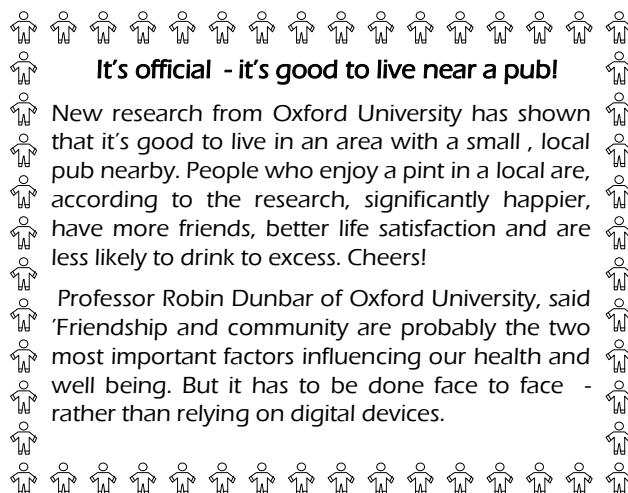 It's official - it's good to live near a pub!
New research from Oxford University has shown
that it's good to live in an area with a small , local
pub nearby. People who enjoy a pint in a local are,
according to the research, significantly happier,
have more friends, better life satisfaction and are
less likely to drink to excess. Cheers!
Professor Robin Dunbar of Oxford University, said
'Friendship and community are probably the two
most important factors influencing our health and
well being. But it has to be done face to face -
rather than relying on digital devices.